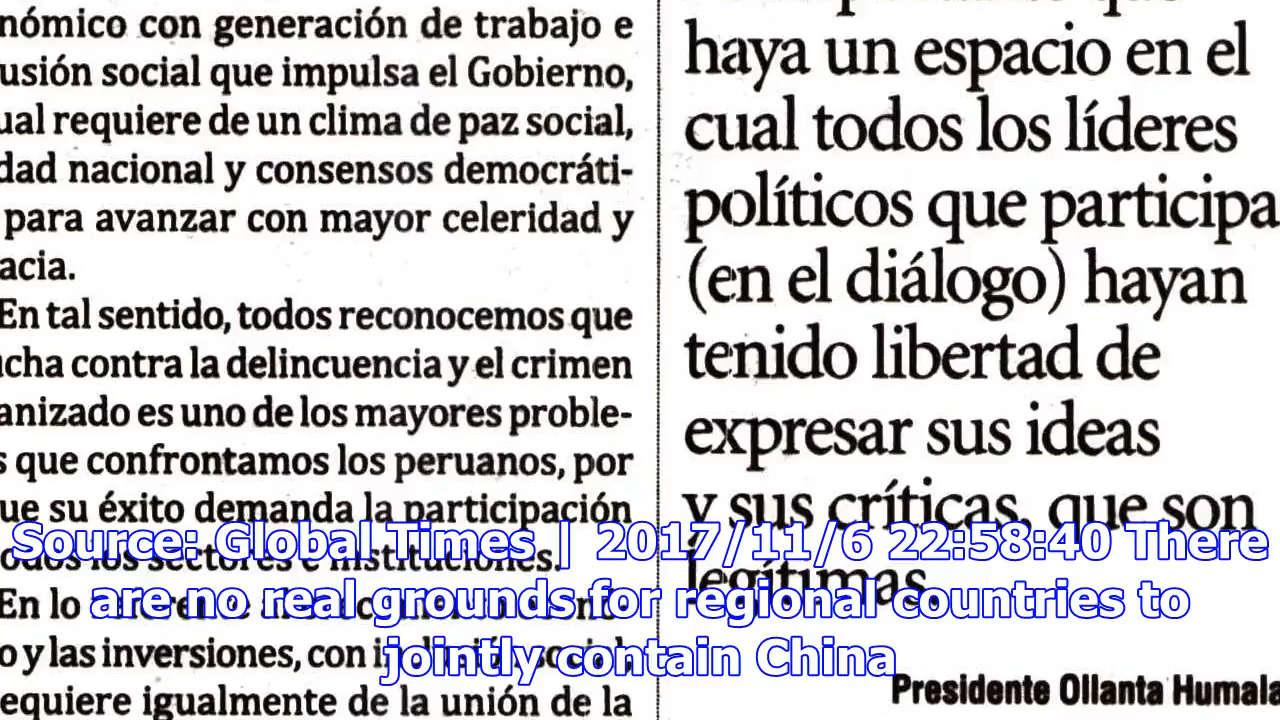 nómico con generación de trabajo e
usión social que impulsa el Gobierno,
ual requiere de un clima de paz social,
dad nacional y consensos democráti-
para avanzar con mayor celeridad y
acia.
En tal sentido, todos reconocemos que
ucha contra la delincuencia y el crimen
anizado es uno de los mayores proble-
s que confrontamos los peruanos, por
ue su éxito demanda la participación
odos los sectores e instituciones.
En lo
o y las inversiones, con
equiere igualmente de la unión de la
haya un espacio en el
cual todos los líderes
políticos que participa
(en el diálogo) hayan
tenido libertad de
expresar sus ideas
y sus críticas, que son
legítimas.
Presidente Ollanta Humala
Source: Global Times | 2017/11/6 22:58:40 There
are no real grounds for regional countries to
jointly contain China